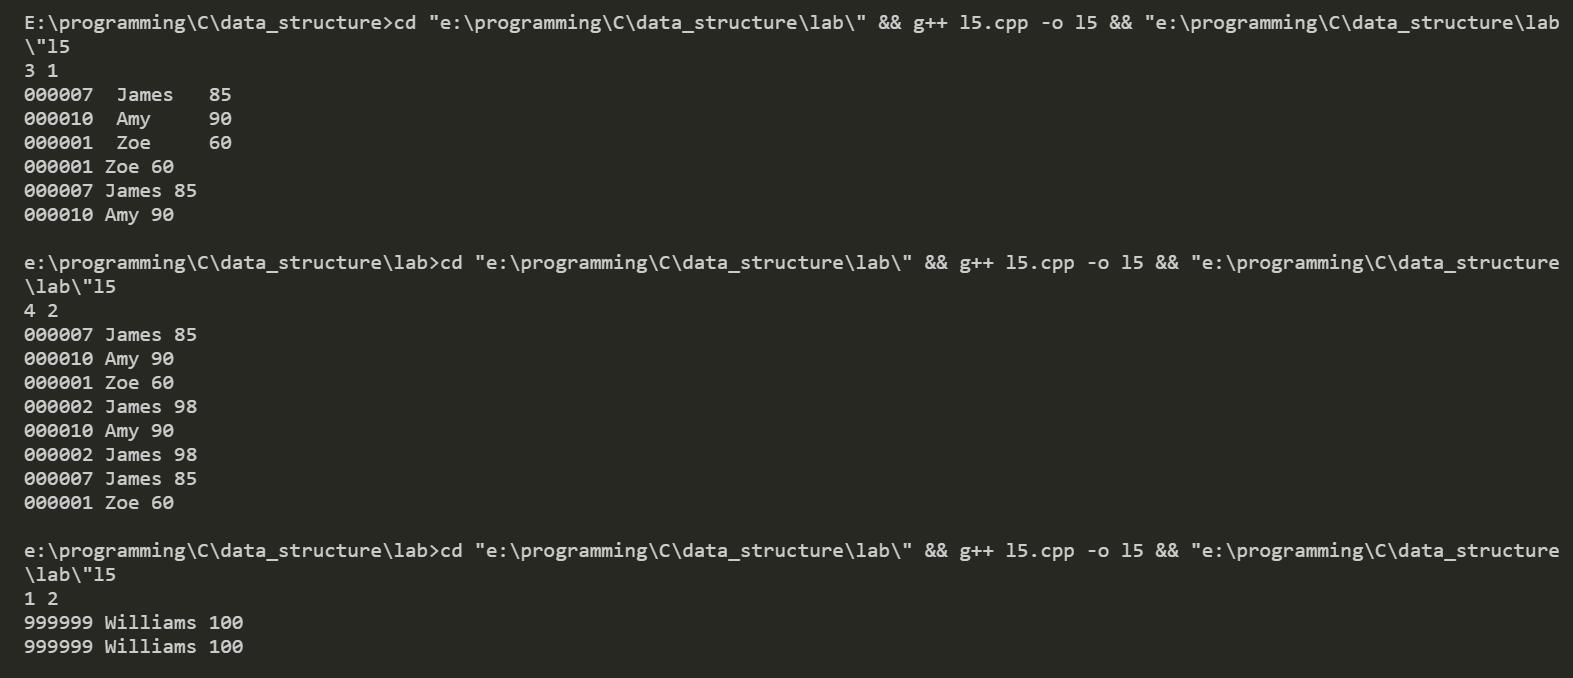 E:\programming\C\data_structure>cd "e:\programming\C\data_structure\lab\" && g++ l5.cpp -o l5 && "e:\programming\C\data_structure\lab
\"l5
3 1
000007  James   85
000010  Amy     90
000001  Zoe     60
000001 Zoe 60
000007 James 85
000010 Amy 90

e:\programming\C\data_structure\lab>cd "e:\programming\C\data_structure\lab\" && g++ l5.cpp -o l5 && "e:\programming\C\data_structure
\lab\"l5
4 2
000007 James 85
000010 Amy 90
000001 Zoe 60
000002 James 98
000010 Amy 90
000002 James 98
000007 James 85
000001 Zoe 60

e:\programming\C\data_structure\lab>cd "e:\programming\C\data_structure\lab\" && g++ l5.cpp -o l5 && "e:\programming\C\data_structure
\lab\"l5
1 2
999999 Williams 100
999999 Williams 100